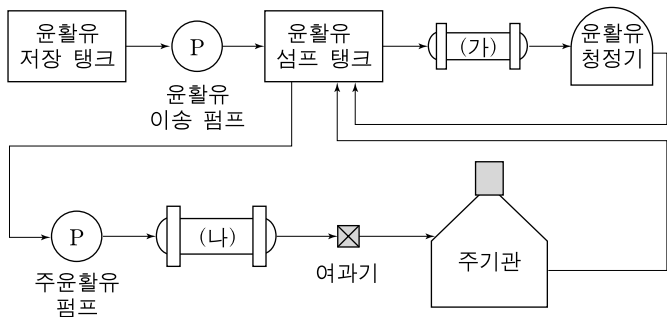 윤활유
저장 탱크
P
윤활유
이송 펌프
윤활유
섬프 탱크
(가)
윤활유
청정기
P
주윤활유
펌프
(나)
여과기
주기관